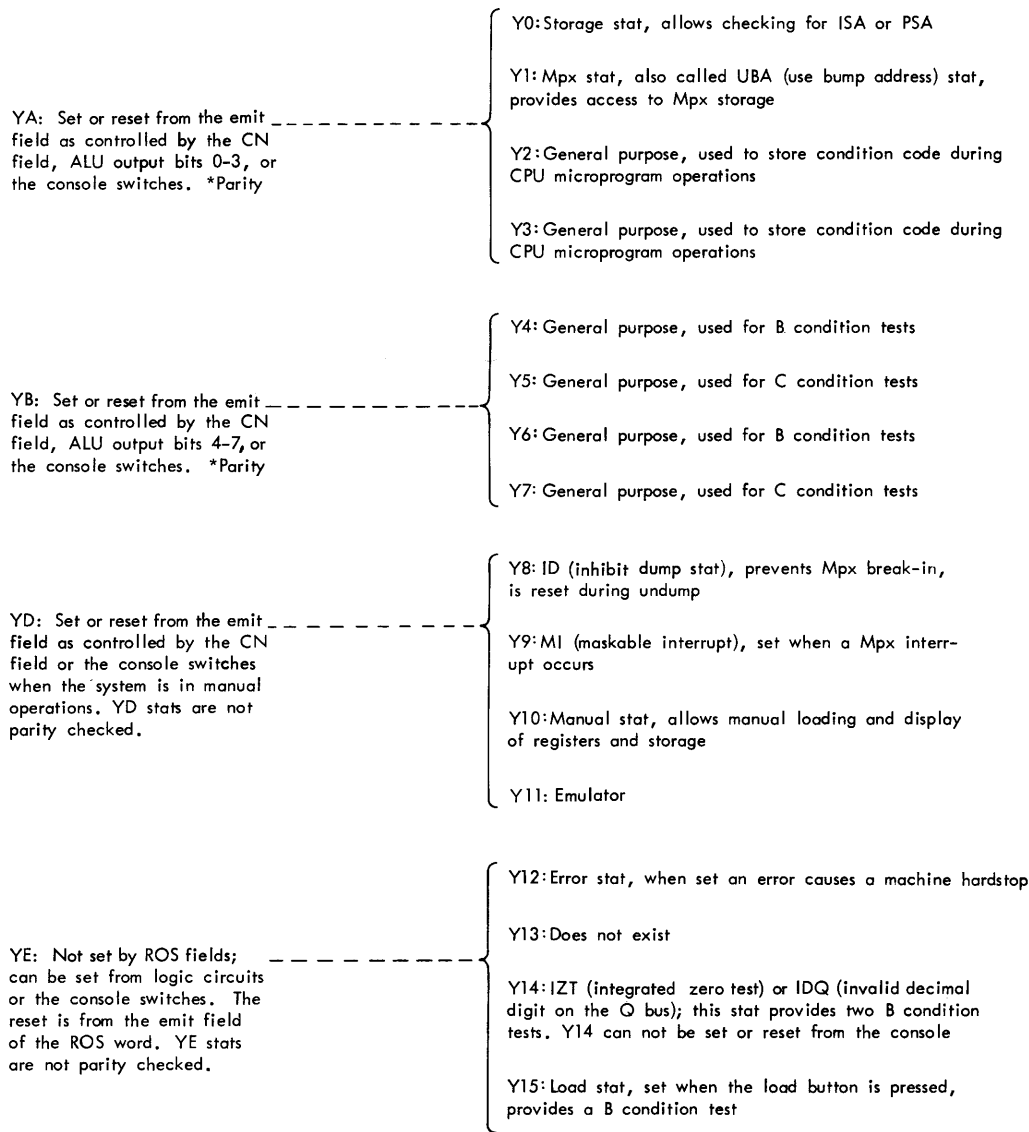 YA: Set or reset from the emit
field as controlled by the CN
field, ALU output bits 0-3, or
the console switches. *Parity
Y0: Storage stat, allows checking for ISA or PSA
Y1: Mpx stat, also called UBA (use bump address) stat,
provides access to Mpx storage
Y2: General purpose, used to store condition code during
CPU microprogram operations
Y3: General purpose, used to store condition code during
CPU microprogram operations
YB: Set or reset from the emit
field as controlled by the CN
field, ALU output bits 4-7, or
the console switches. *Parity
Y4: General purpose, used for B condition tests
Y5: General purpose, used for C condition tests
Y6: General purpose, used for B condition tests
Y7: General purpose, used for C condition tests
YD: Set or reset from the emit
field as controlled by the CN
field or the console switches
when the system is in manual
operations. YD stats are not
parity checked.
Y8: ID (inhibit dump stat), prevents Mpx break-in,
is reset during undump
Y9: MI (maskable interrupt), set when a Mpx inter-
rupt occurs
Y10: Manual stat, allows manual loading and display
of registers and storage
Y11: Emulator
YE: Not set by ROS fields;
can be set from logic circuits
or the console switches. The
reset is from the emit field
of the ROS word. YE stats
are not parity checked.
Y12: Error stat, when set an error causes a machine hardstop
Y13: Does not exist
Y14: IZT (integrated zero test) or IDQ (invalid decimal
digit on the Q bus); this stat provides two B condition
tests. Y14 can not be set or reset from the console
Y15: Load stat, set when the load button is pressed,
provides a B condition test